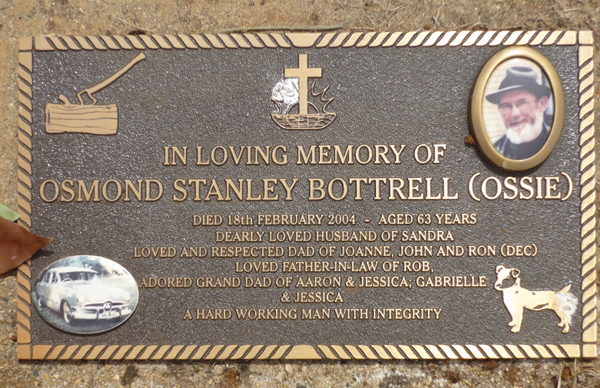 IN LOVING MEMORY OF
OSMOND STANLEY BOTTRELL (OSSIE)
DIED 18th FEBRUARY 2004 - AGED 63 YEARS
DEARLY LOVED HUSBAND OF SANDRA
LOVED AND RESPECTED DAD OF JOANNE, JOHN AND RON (DEC)
LOVED FATHER-IN-LAW OF ROB,
ADORED GRAND DAD OF AARON & JESSICA; GABRIELLE
& JESSICA
A HARD WORKING MAN WITH INTEGRITY